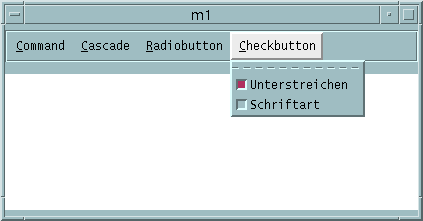 m1
Command Cascade Radiobutton Checkbutton
Unterstreichen
Schriftart